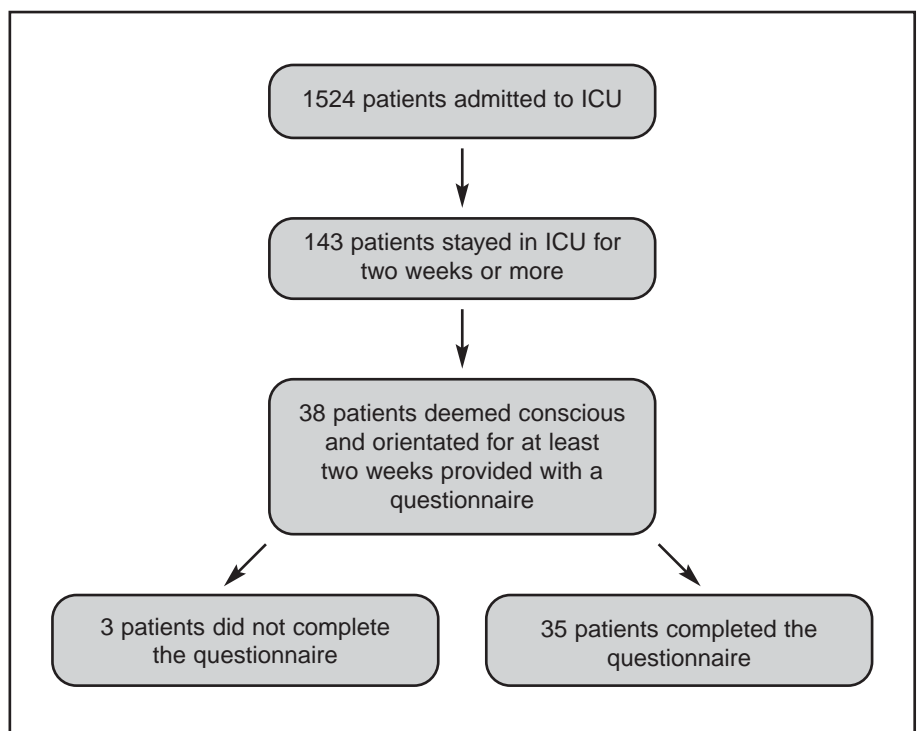 1524 patients admitted to ICU
143 patients stayed in ICU for
two weeks or more
38 patients deemed conscious
and orientated for at least
two weeks provided with a
questionnaire
3 patients did not complete
the questionnaire
35 patients completed the
questionnaire